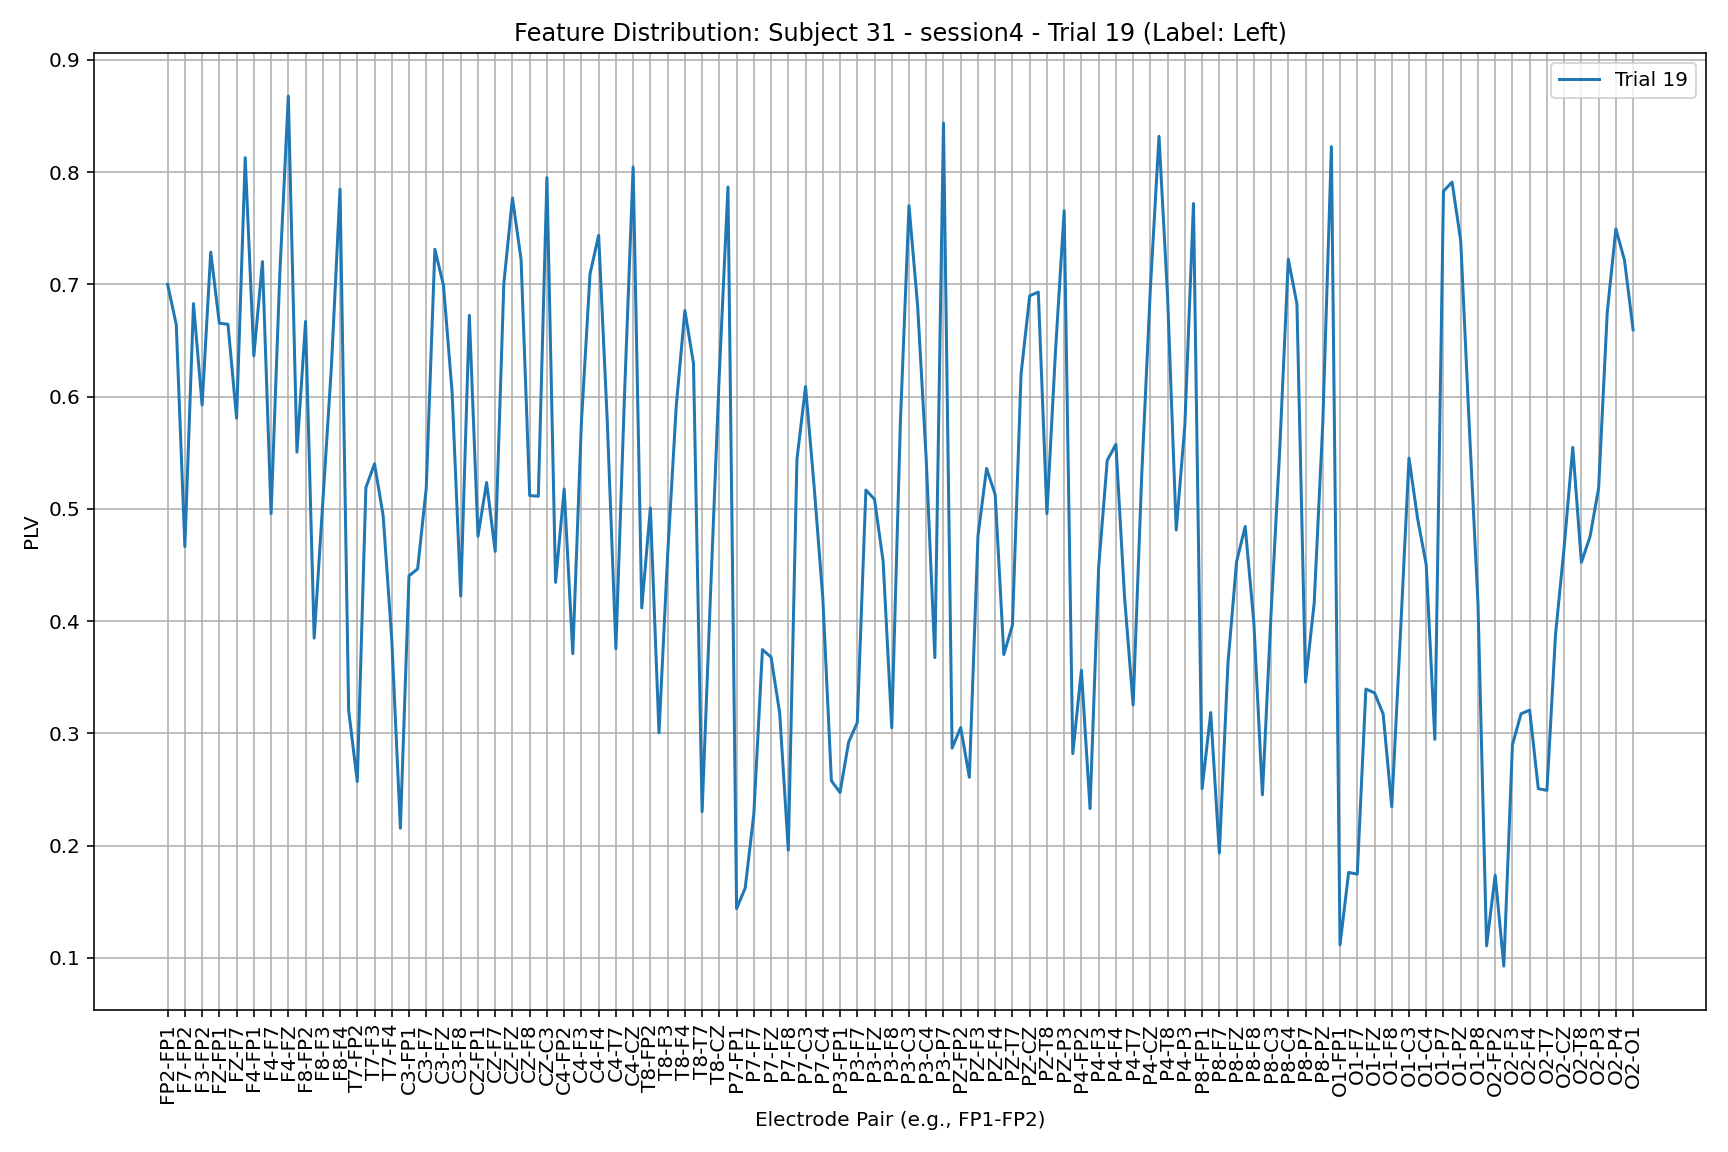 Feature Distribution: Subject 31 - session4 - Trial 19 (Label: Left)
Trial 19
PLV
0.9
0.8
0.7
0.6
0.5
0.4
0.3
0.2
0.1
FP2-FP1
F7-FP2
F3-FP2
FZ-FP1
FZ-F7
F4-FP1
F4-F7
F4-FZ
F8-FP2
F8-F3
F8-F4
T7-FP2
T7-F3
T7-F4
C3-FP1
C3-F7
C3-FZ
C3-F8
CZ-FP1
CZ-F7
CZ-FZ
CZ-F8
CZ-C3
C4-FP2
C4-F3
C4-F4
C4-T7
C4-CZ
T8-FP2
T8-F3
T8-F4
T8-T7
T8-CZ
P7-FP1
P7-F7
P7-FZ
P7-F8
P7-C3
P7-C4
P3-FP1
P3-F7
P3-FZ
P3-F8
P3-C3
P3-C4
P3-P7
PZ-FP2
PZ-F3
PZ-F4
PZ-T7
PZ-CZ
PZ-T8
PZ-P3
P4-FP2
P4-F3
P4-F4
P4-T7
P4-CZ
P4-T8
P4-P3
P8-FP1
P8-F7
P8-FZ
P8-F8
P8-C3
P8-C4
P8-P7
P8-PZ
O1-FP1
O1-F7
O1-FZ
O1-F8
O1-C3
O1-C4
O1-P7
O1-PZ
O1-P8
O2-FP2
O2-F3
O2-F4
O2-T7
O2-CZ
O2-T8
O2-P3
O2-P4
O2-O1
Electrode Pair (e.g., FP1-FP2)